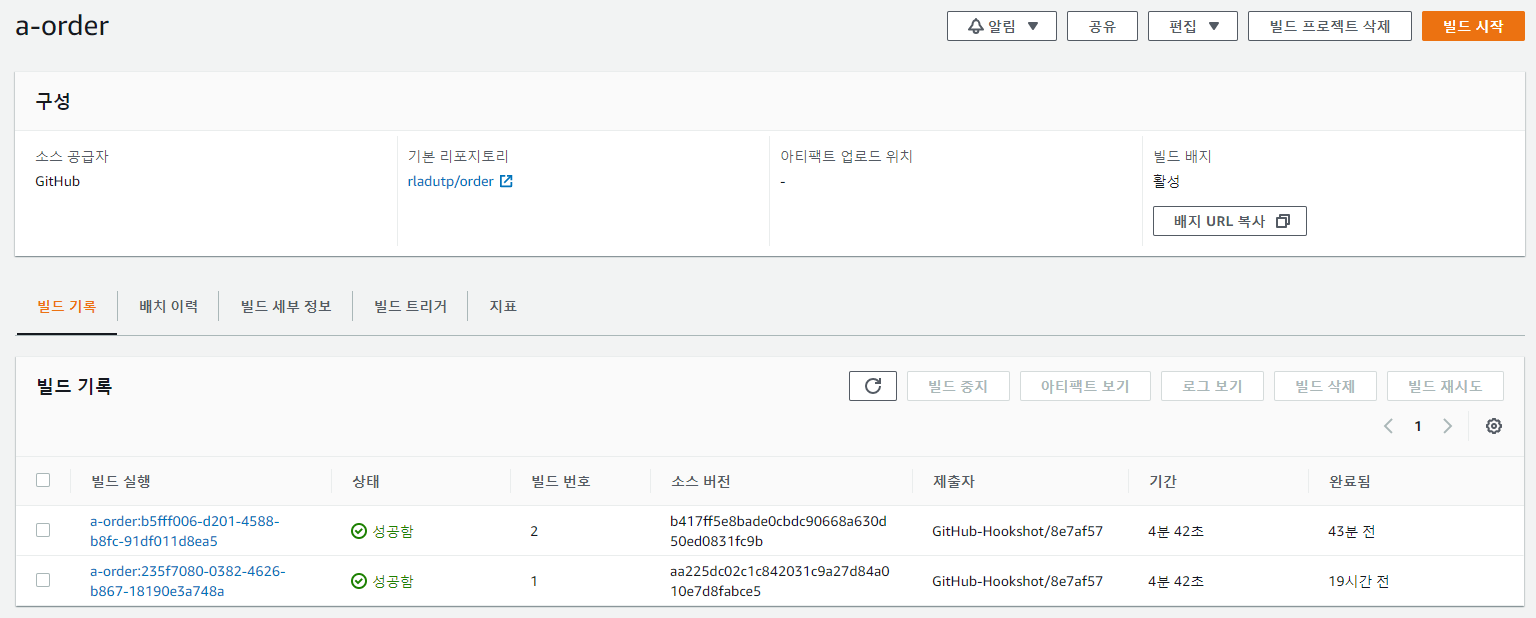 a-order
알림 ▼
공유
편집 ▼
빌드 프로젝트 삭제
빌드 시작
구성
소스 공급자
GitHub
기본 리포지토리
rladutp/order
아티팩트 업로드 위치
-
빌드 배지
활성
배지 URL 복사
빌드 기록
배치 이력
빌드 세부 정보
빌드 트리거
지표
빌드 기록
빌드 중지
아티팩트 보기
로그 보기
빌드 삭제
빌드 재시도
1
빌드 실행 상태 빌드 번호 소스 버전 제출자 기간 완료됨
a-order:b5fff006-d201-4588-
b8fc-91df011d8ea5
성공함
2
b417ff5e8bade0cbdc90668a630d
50ed0831fc9b
GitHub-Hookshot/8e7af57
4분 42초
43분 전
a-order:235f7080-0382-4626-
b867-18190e3a748a
성공함
1
aa225dc02c1c842031c9a27d84a0
10e7d8fabce5
GitHub-Hookshot/8e7af57
4분 42초
19시간 전